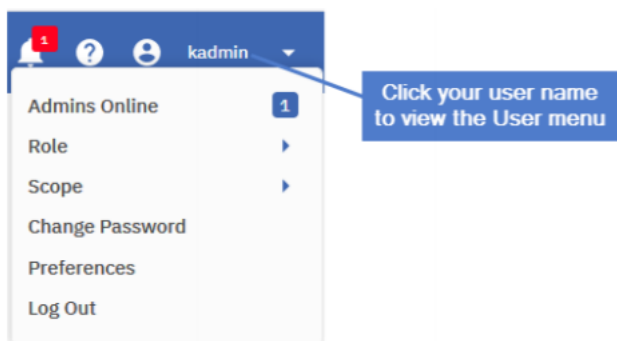 1
? kadmin
Admins Online 1
Role
Scope
Change Password
Preferences
Log Out
Click your user name
to view the User menu